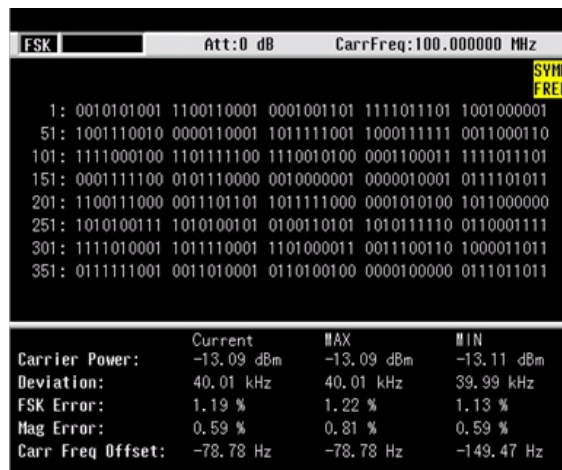 FSK Att:0 dB CarrFreq:100.000000 MHz
1: 0010101001 1100110001 0001001101 1111011101 1001000001
51: 1001110010 0000110001 1011111001 1000111111 0011000110
101: 1111000100 1101111100 1110010100 0001100011 1111011101
151: 0001111100 0101110000 0010000001 0000010001 0111101011
201: 1100111000 0011101101 1011111000 0001010100 1011000000
251: 1010100111 1010100101 0100110101 1010111110 0110001111
301: 1111010001 1011110001 1101000011 0011100110 1000011011
351: 0111111001 0011010001 0110100100 0000100000 0111011011
Current MAX MIN
Carrier Power: -13.09 dBm -13.09 dBm -13.11 dBm
Deviation: 40.01 kHz 40.01 kHz 39.99 kHz
FSK Error: 1.19 % 1.22 % 1.13 %
Mag Error: 0.59 % 0.81 % 0.59 %
Carr Freq Offset: -78.78 Hz -78.78 Hz -149.47 Hz